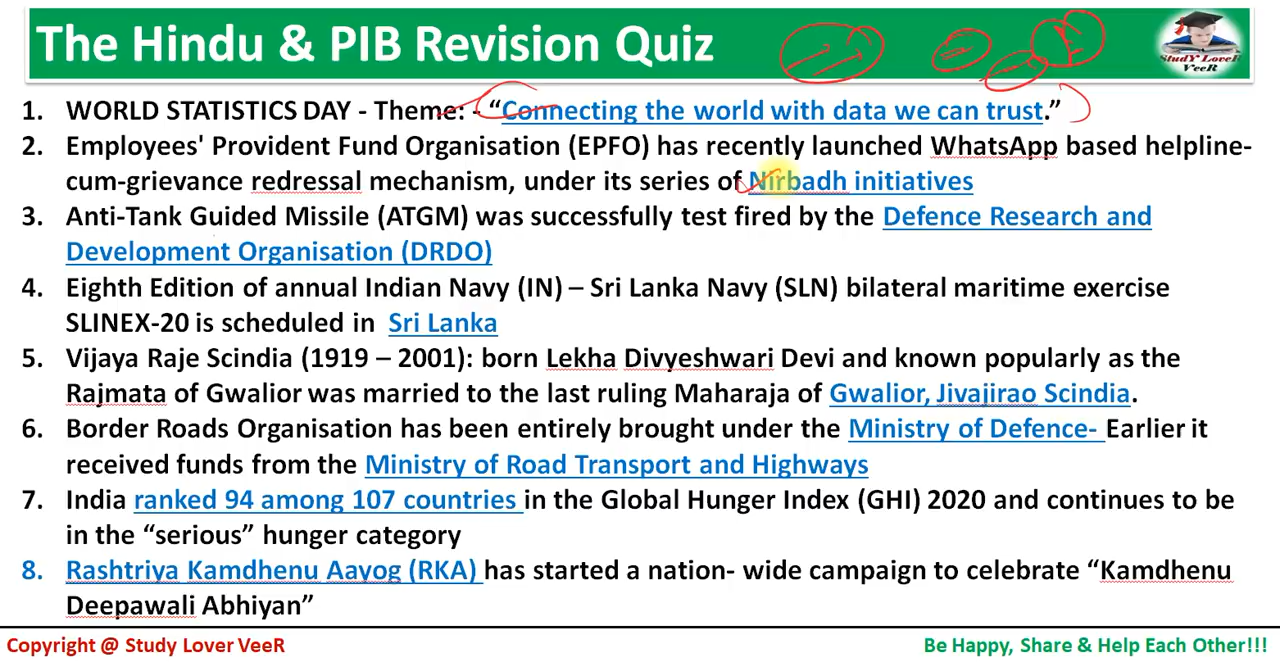 The Hindu & PIB Revision Quiz
StudY LoveR
VeeR
1. WORLD STATISTICS DAY - Theme: - “Connecting the world with data we can trust.”
2. Employees' Provident Fund Organisation (EPFO) has recently launched WhatsApp based helpline-
cum-grievance redressal mechanism, under its series of Nirbadh initiatives
3. Anti-Tank Guided Missile (ATGM) was successfully test fired by the Defence Research and
Development Organisation (DRDO)
4. Eighth Edition of annual Indian Navy (IN) – Sri Lanka Navy (SLN) bilateral maritime exercise
SLINEX-20 is scheduled in Sri Lanka
5. Vijaya Raje Scindia (1919 – 2001): born Lekha Divyeshwari Devi and known popularly as the
Rajmata of Gwalior was married to the last ruling Maharaja of Gwalior, Jivajirao Scindia.
6. Border Roads Organisation has been entirely brought under the Ministry of Defence- Earlier it
received funds from the Ministry of Road Transport and Highways
7. India ranked 94 among 107 countries in the Global Hunger Index (GHI) 2020 and continues to be
in the “serious” hunger category
8. Rashtriya Kamdhenu Aayog (RKA) has started a nation- wide campaign to celebrate “Kamdhenu
Deepawali Abhiyan”
Copyright @ Study Lover VeeR
Be Happy, Share & Help Each Other!!!